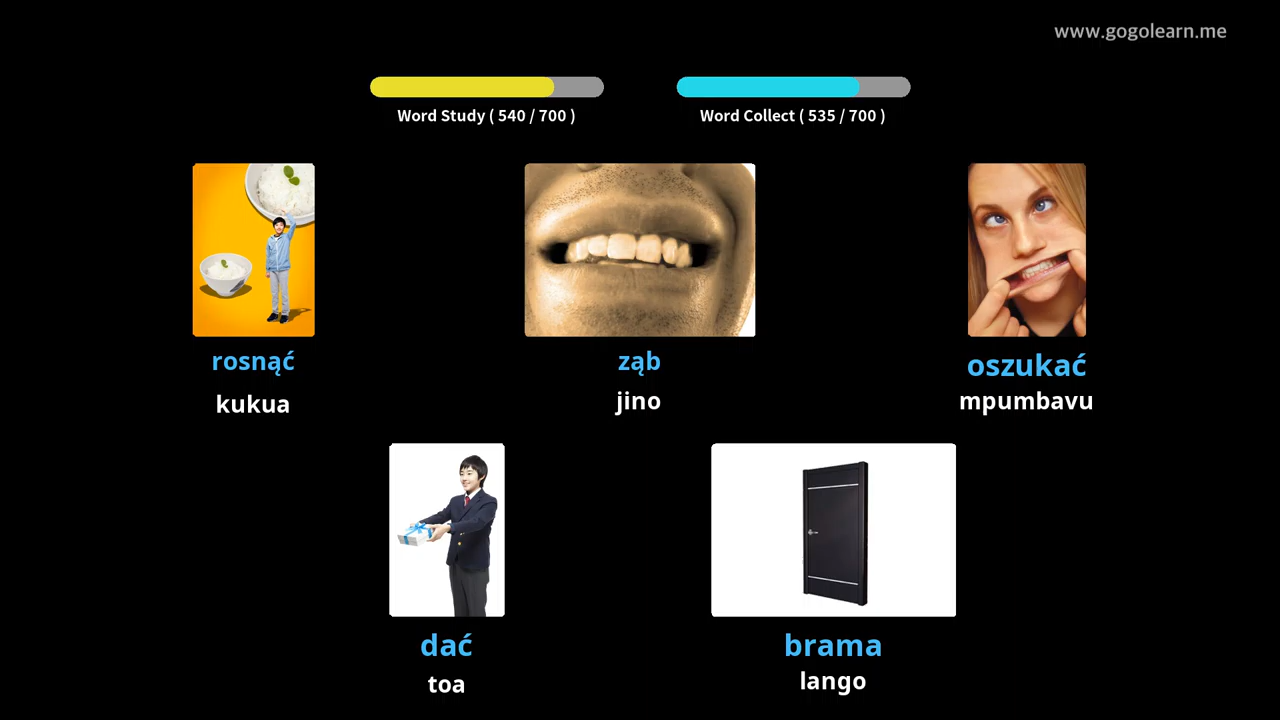 www.gogolearn.me
Word Study ( 540 / 700 )
Word Collect ( 535 / 700 )
rosnąć
kukua
ząb
jino
oszukać
mpumbavu
dać
toa
brama
lango